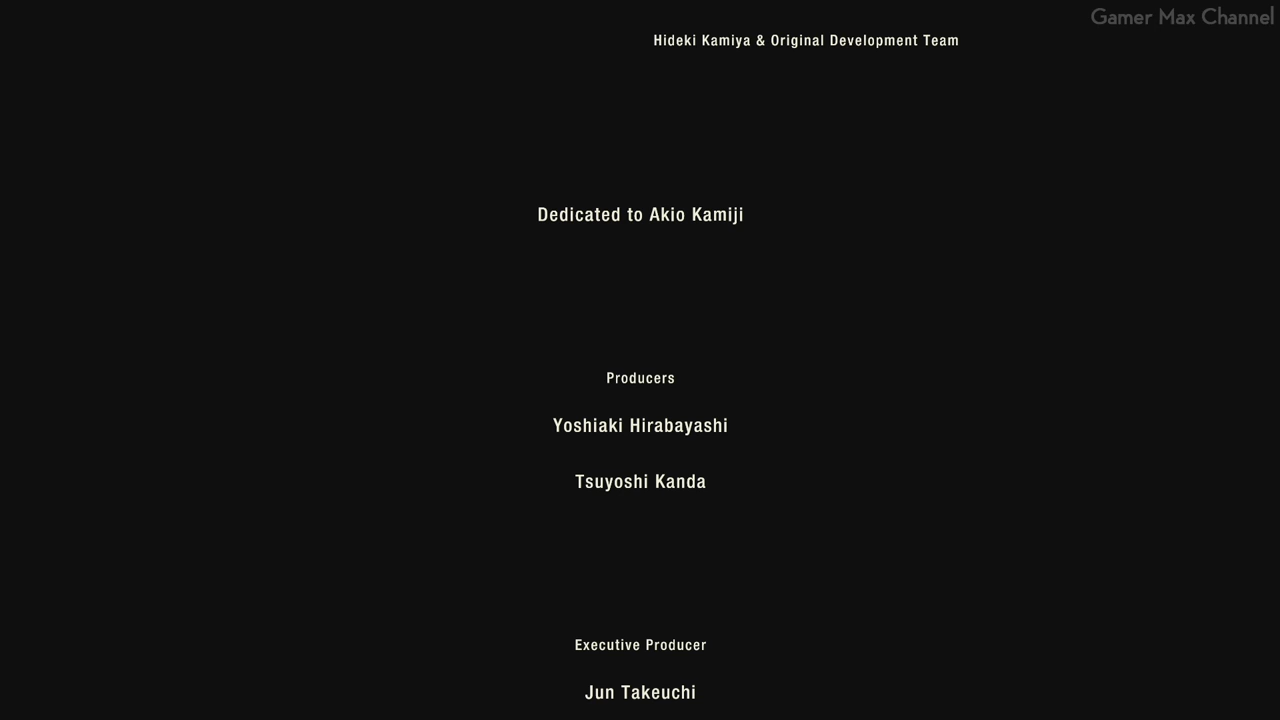 Gamer Max Channel
Hideki Kamiya & Original Development Team
Dedicated to Akio Kamiji
Producers
Yoshiaki Hirabayashi
Tsuyoshi Kanda
Executive Producer
Jun Takeuchi